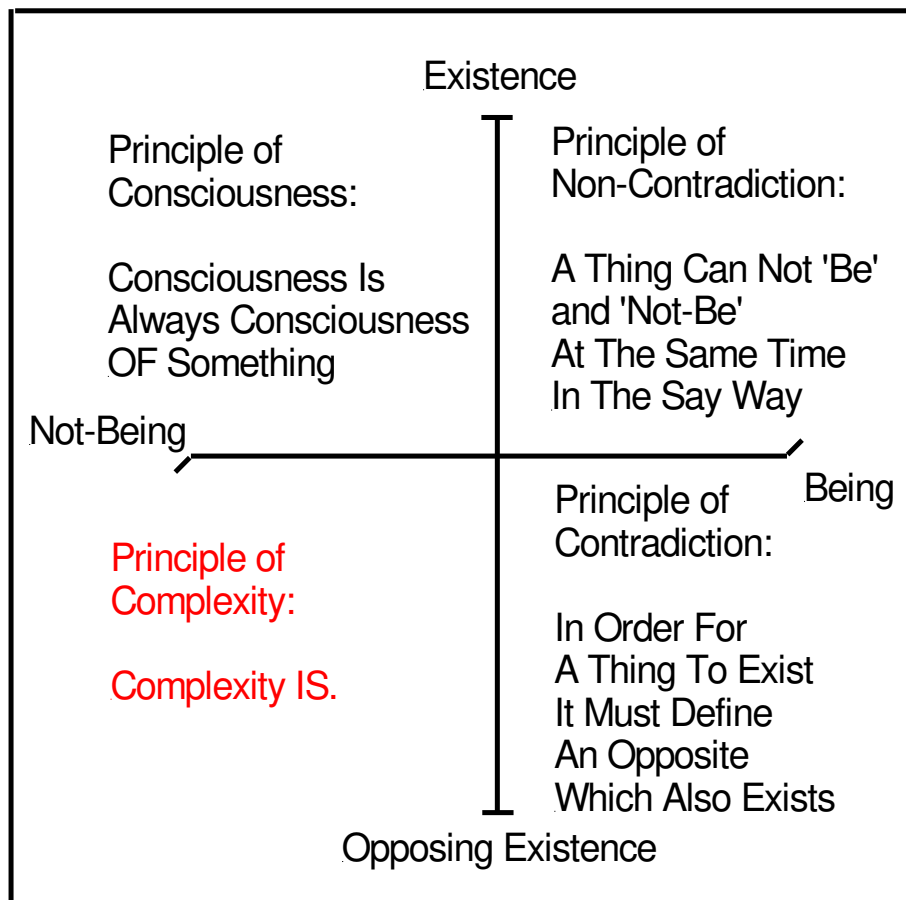 Existence
Principle of
Consciousness:
Consciousness Is
Always Consciousness
OF Something
Principle of
Non-Contradiction:
A Thing Can Not 'Be'
and 'Not-Be'
At The Same Time
In The Say Way
Not-Being
Being
Principle of
Complexity:
Complexity IS.
Principle of
Contradiction:
In Order For
A Thing To Exist
It Must Define
An Opposite
Which Also Exists
Opposing Existence